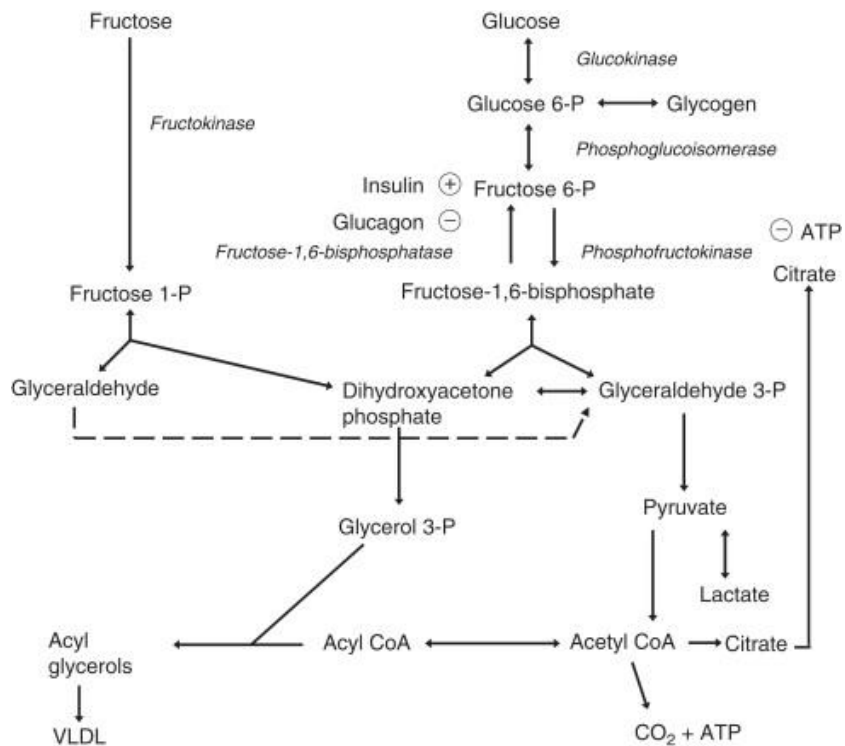 Fructose
Glucose
Glucokinase
Glucose 6-P
Glycogen
Fructokinase
Phosphoglucoisomerase
Insulin +
Fructose 6-P
Glucagon −
− ATP
Fructose-1,6-bisphosphatase
Phosphofructokinase
Citrate
Fructose 1-P
Fructose-1,6-bisphosphate
Glyceraldehyde
Dihydroxyacetone
phosphate
Glyceraldehyde 3-P
Pyruvate
Glycerol 3-P
Lactate
Acyl
glycerols
Acyl CoA
Acetyl CoA
Citrate
VLDL
CO₂ + ATP